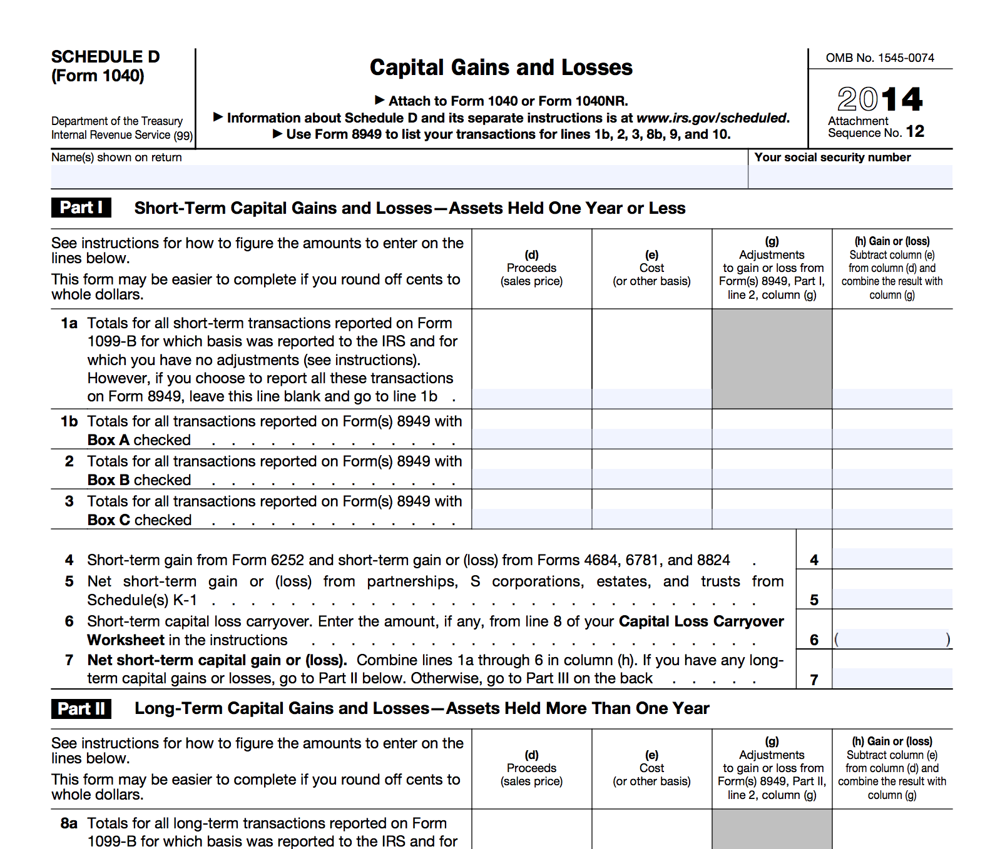 SCHEDULE D
(Form 1040)
Department of the Treasury
Internal Revenue Service (99)
Capital Gains and Losses
▶ Attach to Form 1040 or Form 1040NR.
▶ Information about Schedule D and its separate instructions is at www.irs.gov/scheduled.
▶ Use Form 8949 to list your transactions for lines 1b, 2, 3, 8b, 9, and 10.
OMB No. 1545-0074
2014
Attachment
Sequence No. 12
Name(s) shown on return
Your social security number
Part I Short-Term Capital Gains and Losses—Assets Held One Year or Less
See instructions for how to figure the amounts to enter on the
lines below.
This form may be easier to complete if you round off cents to
whole dollars.
(d)
Proceeds
(sales price)
(e)
Cost
(or other basis)
(g)
Adjustments
to gain or loss from
Form(s) 8949, Part I,
line 2, column (g)
(h) Gain or (loss)
Subtract column (e)
from column (d) and
combine the result with
column (g)
1a Totals for all short-term transactions reported on Form
1099-B for which basis was reported to the IRS and for
which you have no adjustments (see instructions).
However, if you choose to report all these transactions
on Form 8949, leave this line blank and go to line 1b .
1b Totals for all transactions reported on Form(s) 8949 with
Box A checked . . . . . . . . . . . . .
2 Totals for all transactions reported on Form(s) 8949 with
Box B checked . . . . . . . . . . . . .
3 Totals for all transactions reported on Form(s) 8949 with
Box C checked . . . . . . . . . . . . .
4 Short-term gain from Form 6252 and short-term gain or (loss) from Forms 4684, 6781, and 8824 . 4
5 Net short-term gain or (loss) from partnerships, S corporations, estates, and trusts from
Schedule(s) K-1 . . . . . . . . . . . . . . . . . . . . . . . . . . . . 5
6 Short-term capital loss carryover. Enter the amount, if any, from line 8 of your Capital Loss Carryover
Worksheet in the instructions . . . . . . . . . . . . . . . . . . . . . . . 6 ( )
7 Net short-term capital gain or (loss). Combine lines 1a through 6 in column (h). If you have any long-
term capital gains or losses, go to Part II below. Otherwise, go to Part III on the back . . . . . 7
Part II Long-Term Capital Gains and Losses—Assets Held More Than One Year
See instructions for how to figure the amounts to enter on the
lines below.
This form may be easier to complete if you round off cents to
whole dollars.
(d)
Proceeds
(sales price)
(e)
Cost
(or other basis)
(g)
Adjustments
to gain or loss from
Form(s) 8949, Part II,
line 2, column (g)
(h) Gain or (loss)
Subtract column (e)
from column (d) and
combine the result with
column (g)
8a Totals for all long-term transactions reported on Form
1099-B for which basis was reported to the IRS and for